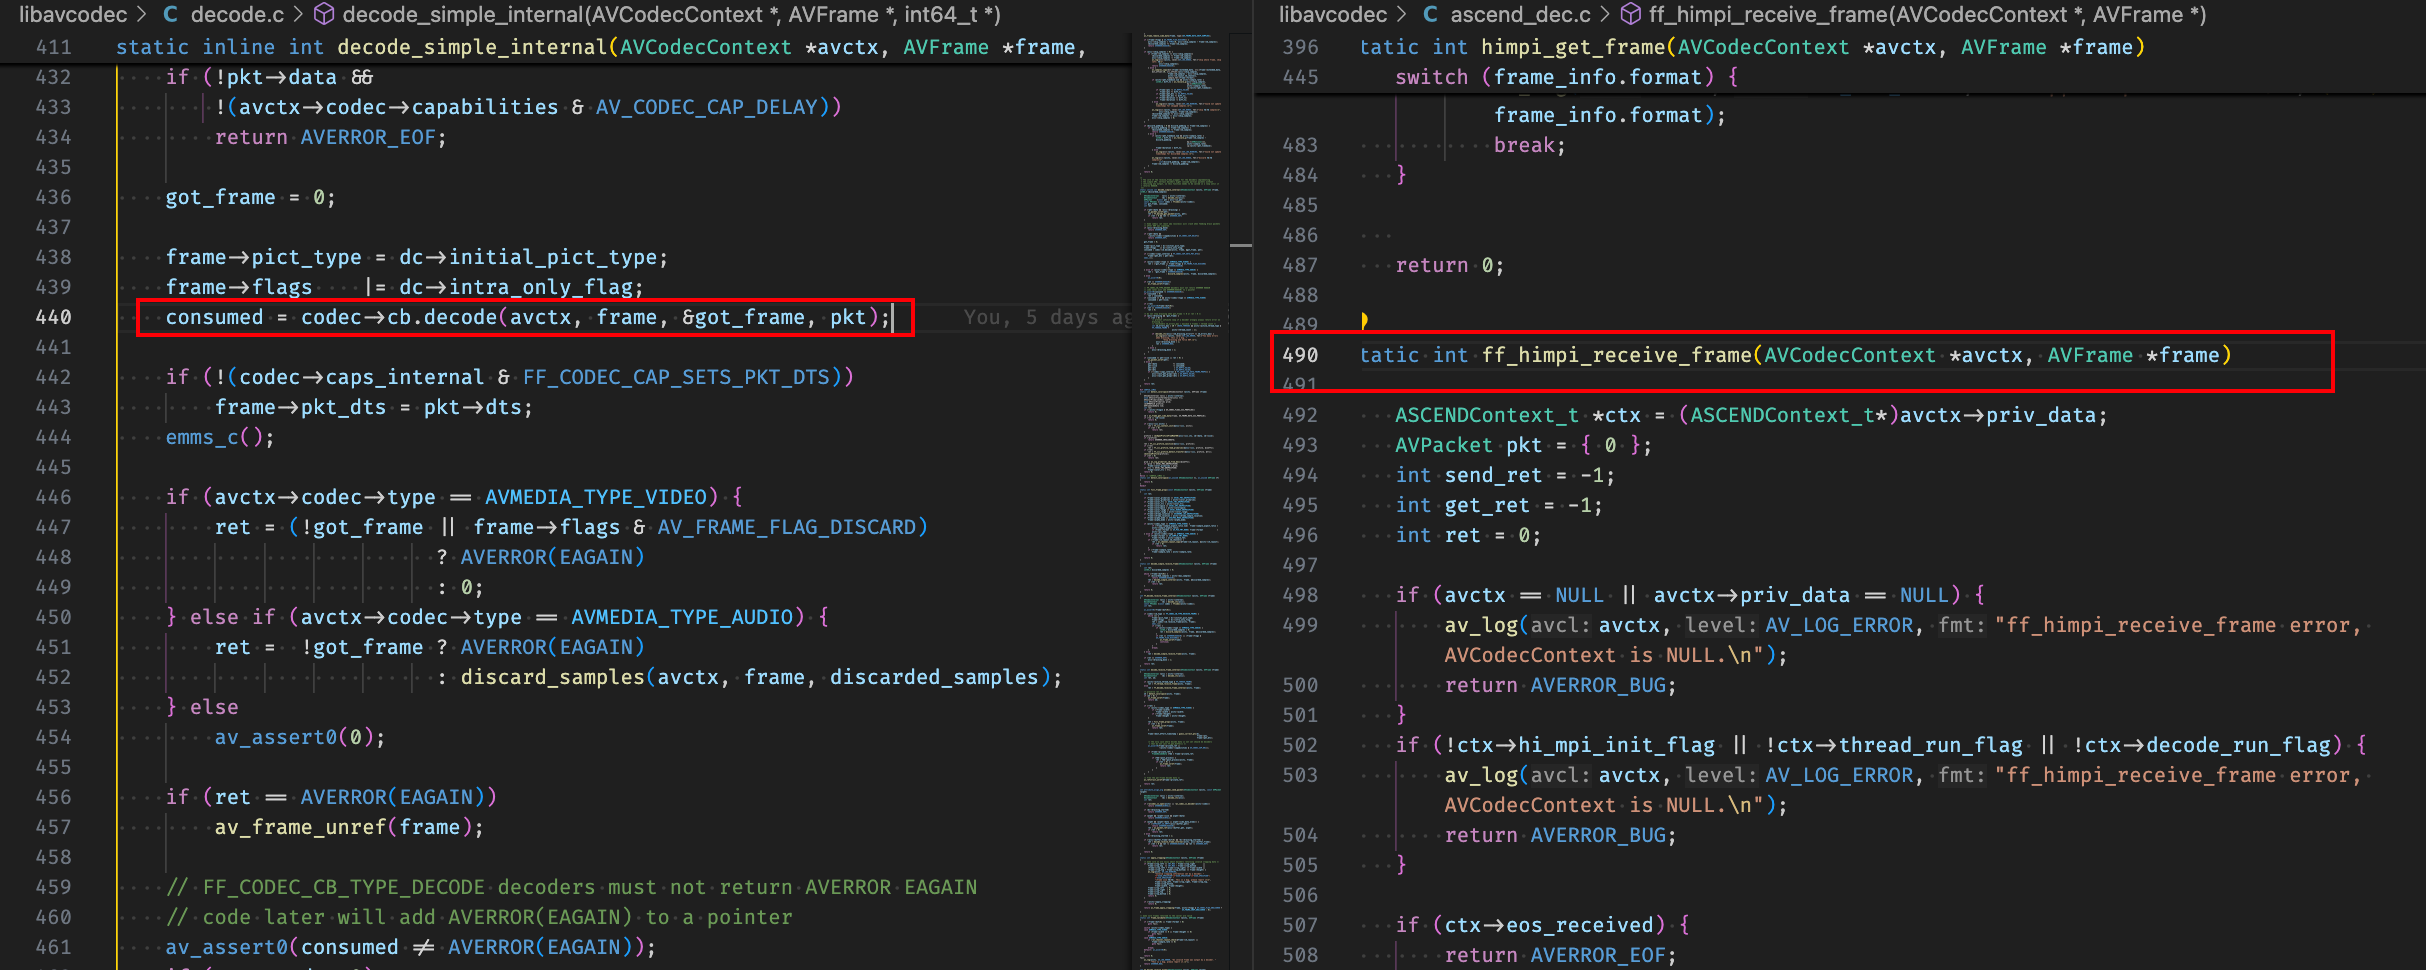 libavcodec > C decode.c > decode_simple_internal(AVCodecContext *, AVFrame *, int64_t *)
411 static inline int decode_simple_internal(AVCodecContext *avctx, AVFrame *frame,
432 if (!pkt->data &&
433 !(avctx->codec->capabilities & AV_CODEC_CAP_DELAY))
434 return AVERROR_EOF;
435
436 got_frame = 0;
437
438 frame->pict_type = dc->initial_pict_type;
439 frame->flags |= dc->intra_only_flag;
440 consumed = codec->cb.decode(avctx, frame, &got_frame, pkt); You, 5 days ag
441
442 if (!(codec->caps_internal & FF_CODEC_CAP_SETS_PKT_DTS))
443 frame->pkt_dts = pkt->dts;
444 emms_c();
445
446 if (avctx->codec->type == AVMEDIA_TYPE_VIDEO) {
447 ret = (!got_frame || frame->flags & AV_FRAME_FLAG_DISCARD)
448 ? AVERROR(EAGAIN)
449 : 0;
450 } else if (avctx->codec->type == AVMEDIA_TYPE_AUDIO) {
451 ret = !got_frame ? AVERROR(EAGAIN)
452 : discard_samples(avctx, frame, discarded_samples);
453 } else
454 av_assert0(0);
455
456 if (ret == AVERROR(EAGAIN))
457 av_frame_unref(frame);
458
459 // FF_CODEC_CB_TYPE_DECODE decoders must not return AVERROR EAGAIN
460 // code later will add AVERROR(EAGAIN) to a pointer
461 av_assert0(consumed != AVERROR(EAGAIN));
libavcodec > C ascend_dec.c > ff_himpi_receive_frame(AVCodecContext *, AVFrame *)
396 tatic int himpi_get_frame(AVCodecContext *avctx, AVFrame *frame)
445 switch (frame_info.format) {
frame_info.format);
483 break;
484 }
485
486
487 return 0;
488
489
490 tatic int ff_himpi_receive_frame(AVCodecContext *avctx, AVFrame *frame)
491
492 ASCENDContext_t *ctx = (ASCENDContext_t*)avctx->priv_data;
493 AVPacket pkt = { 0 };
494 int send_ret = -1;
495 int get_ret = -1;
496 int ret = 0;
497
498 if (avctx == NULL || avctx->priv_data == NULL) {
499 av_log(avcl: avctx, level: AV_LOG_ERROR, fmt: "ff_himpi_receive_frame error,
AVCodecContext is NULL.\n");
500 return AVERROR_BUG;
501 }
502 if (!ctx->hi_mpi_init_flag || !ctx->thread_run_flag || !ctx->decode_run_flag) {
503 av_log(avcl: avctx, level: AV_LOG_ERROR, fmt: "ff_himpi_receive_frame error,
AVCodecContext is NULL.\n");
504 return AVERROR_BUG;
505 }
506
507 if (ctx->eos_received) {
508 return AVERROR_EOF;